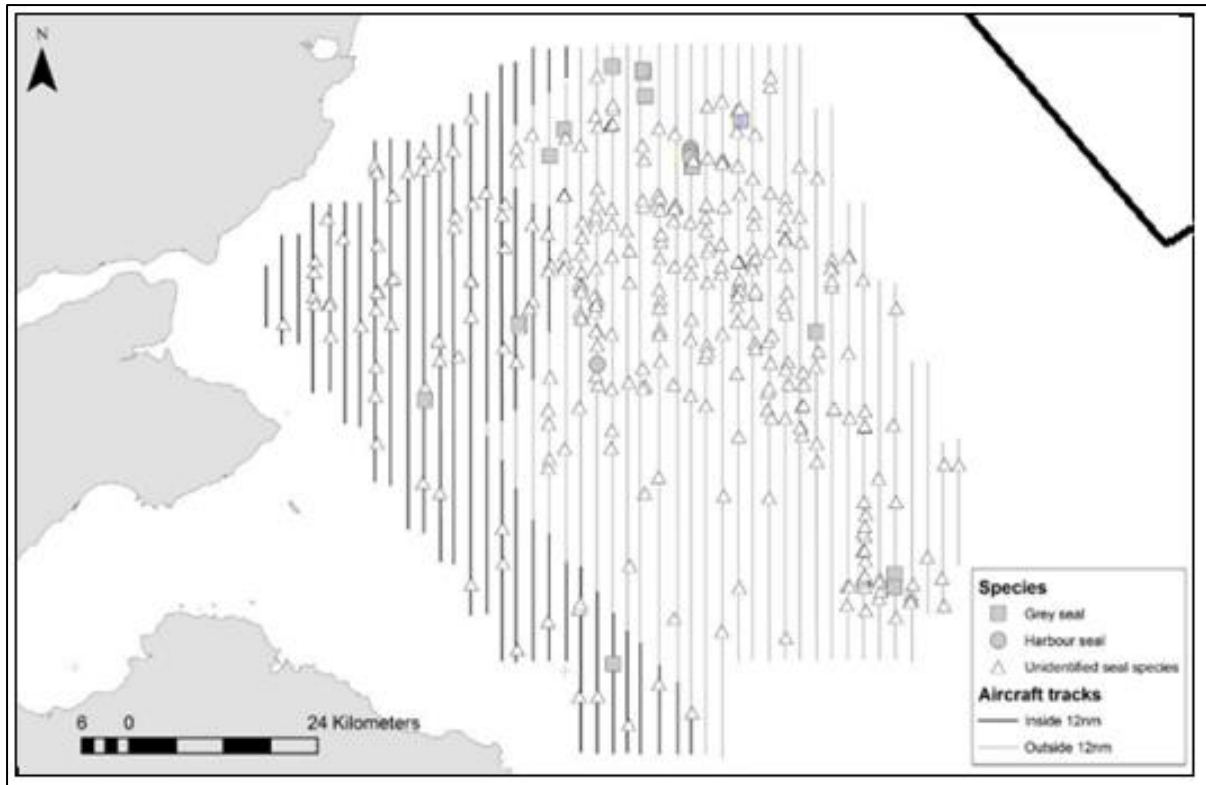 N
6 0 24 Kilometers
Species
Grey seal
Harbour seal
Unidentified seal species
Aircraft tracks
Inside 12nm
Outside 12nm